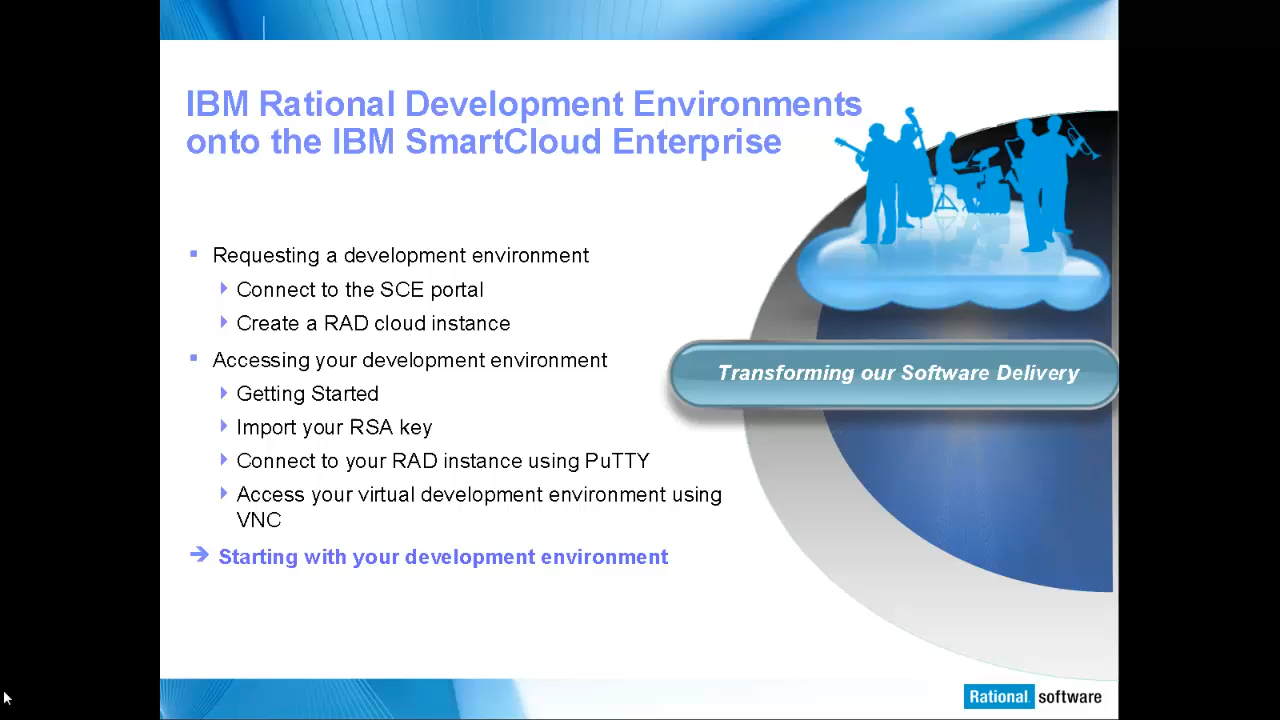 IBM Rational Development Environments
onto the IBM SmartCloud Enterprise
Requesting a development environment
Connect to the SCE portal
Create a RAD cloud instance
Accessing your development environment
Getting Started
Import your RSA key
Connect to your RAD instance using PuTTY
Access your virtual development environment using
VNC
Starting with your development environment
Transforming our Software Delivery
Rational software